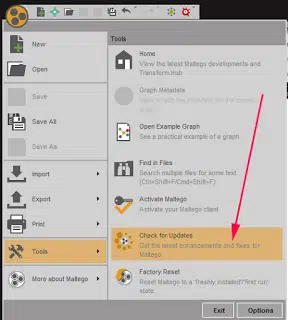 New
Open
Save
Save All
Save As
Import
Export
Print
Tools
More about Maltego
Tools
Home
View the latest Maltego developments and
Transform Hub
Graph Metadata
Open Example Graph
See a practical example of a graph
Find in Files
Search multiple files for some text
(Ctrl+Shift+F/Cmd+Shift+F)
Activate Maltego
Activate your Maltego client
Check for Updates
Get the latest enhancements and fixes for
Maltego
Factory Reset
Reset Maltego to a 'freshly installed'/'first run'
state.
Exit
Options